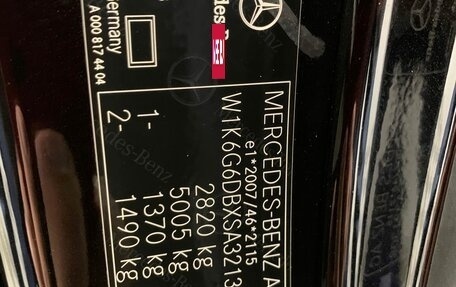 MERCEDES-BENZ A
e1*2007/46*2115
W1K6G6DBXSA3213
2820 kg
5005 kg
1- 1370 kg
2- 1490 kg
Germany
A 000 817 44 04